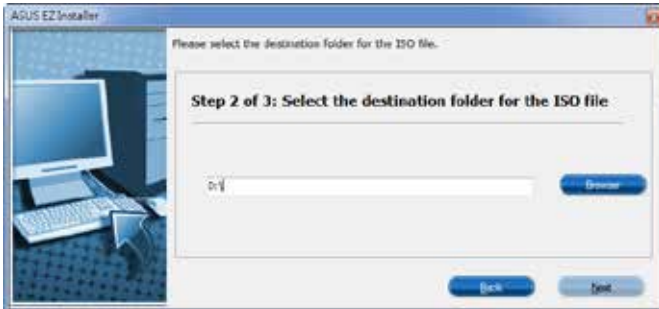 ASUS EZ Installer
Please select the destination folder for the ISO file.
Step 2 of 3: Select the destination folder for the ISO file
D:\
Browser
Back
Next